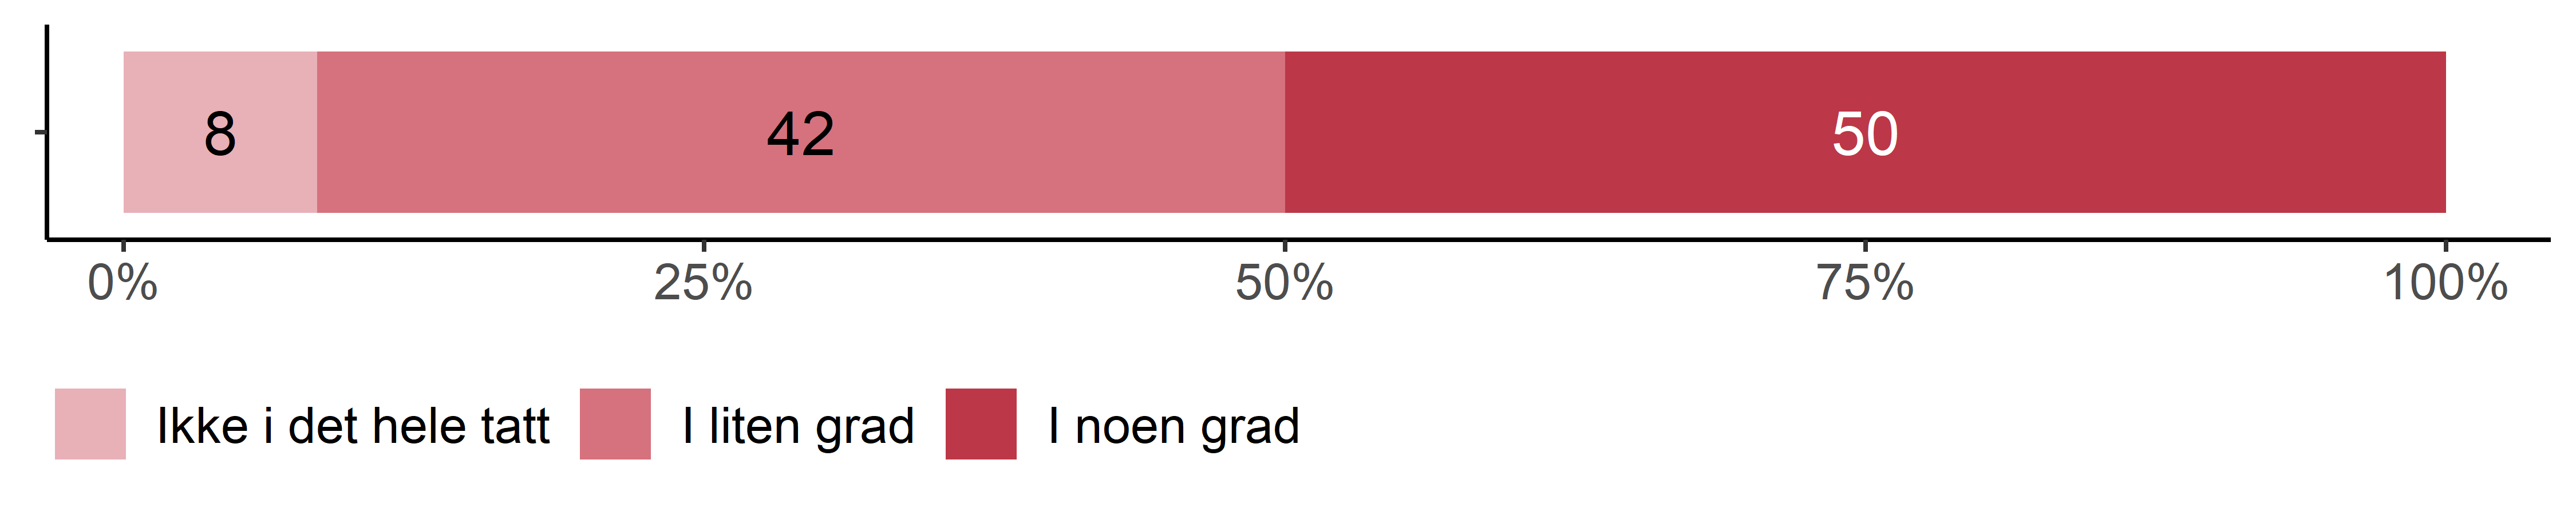 8 42 50
0% 25% 50% 75% 100%
Ikke i det hele tatt I liten grad I noen grad